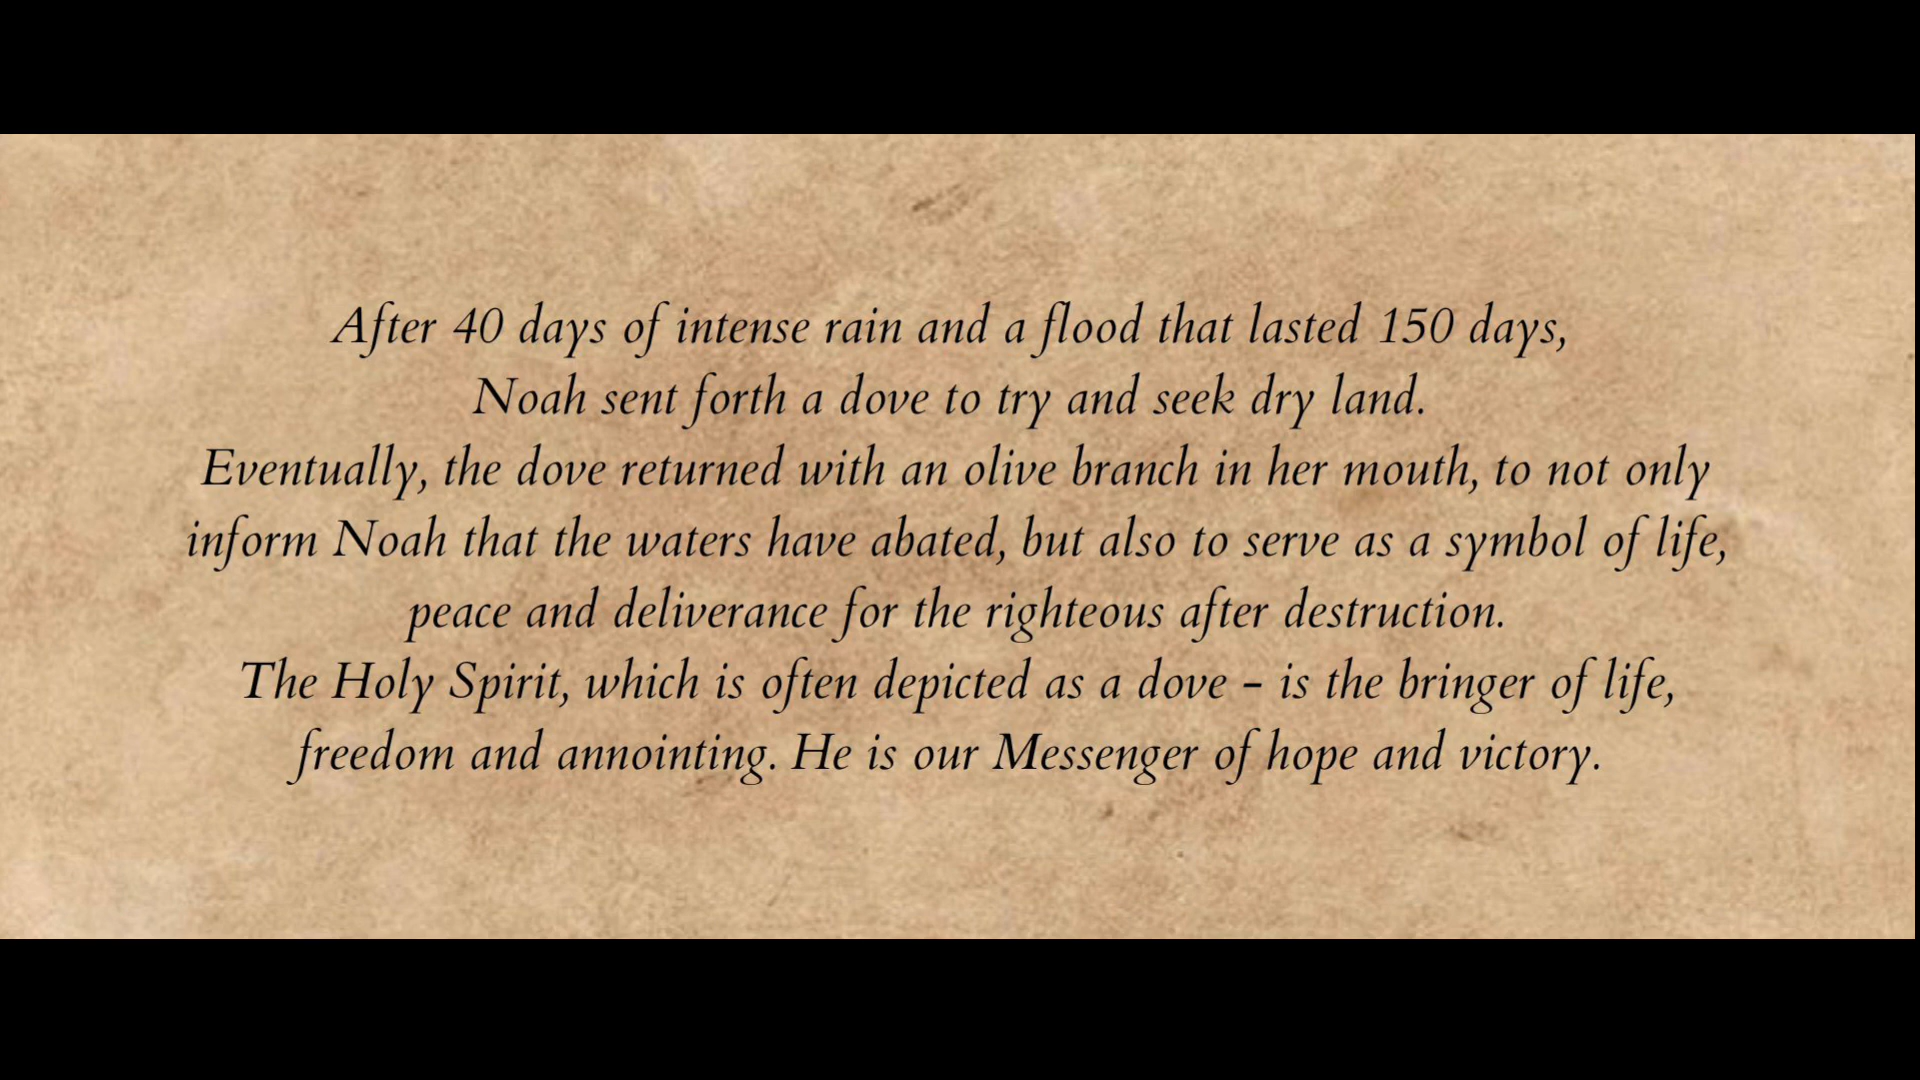 After 40 days of intense rain and a flood that lasted 150 days,
Noah sent forth a dove to try and seek dry land.
Eventually, the dove returned with an olive branch in her mouth, to not only
inform Noah that the waters have abated, but also to serve as a symbol of life,
peace and deliverance for the righteous after destruction.
The Holy Spirit, which is often depicted as a dove - is the bringer of life,
freedom and annointing. He is our Messenger of hope and victory.